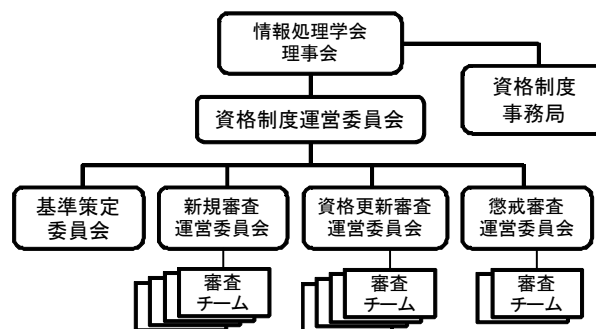 情報処理学会
理事会
資格制度
事務局
資格制度運営委員会
基準策定
委員会
新規審査
運営委員会
資格更新審査
運営委員会
懲戒審査
運営委員会
審査
チーム
審査
チーム
審査
チーム